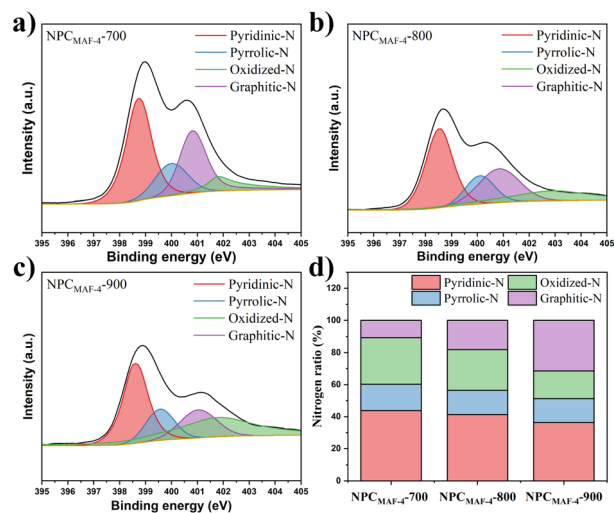 a)
NPCMAF-4-700
Pyridinic-N
Pyrrolic-N
Oxidized-N
Graphitic-N
Intensity (a.u.)
395 396 397 398 399 400 401 402 403 404 405
Binding energy (eV)
b)
NPCMAF-4-800
Pyridinic-N
Pyrrolic-N
Oxidized-N
Graphitic-N
Intensity (a.u.)
395 396 397 398 399 400 401 402 403 404 405
Binding energy (eV)
c)
NPCMAF-4-900
Pyridinic-N
Pyrrolic-N
Oxidized-N
Graphitic-N
Intensity (a.u.)
395 396 397 398 399 400 401 402 403 404 405
Binding energy (eV)
d)
Pyridinic-N Oxidized-N
Pyrrolic-N Graphitic-N
Nitrogen ratio (%)
120
100
80
60
40
20
0
NPCMAF-4-700 NPCMAF-4-800 NPCMAF-4-900